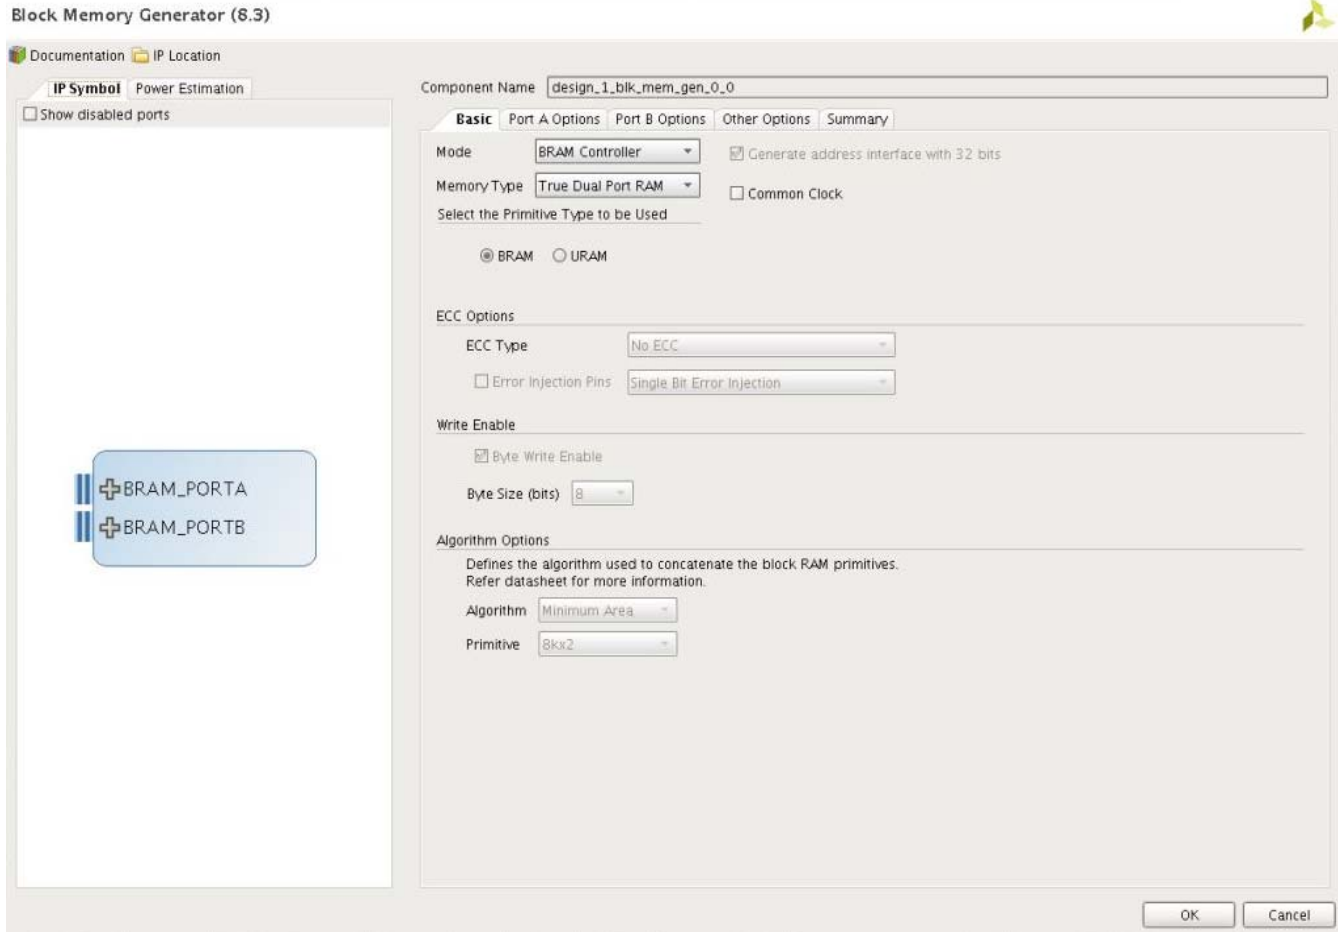 Block Memory Generator (8.3)
Documentation IP Location
IP Symbol Power Estimation
Show disabled ports
BRAM_PORTA
BRAM_PORTB
Component Name design_1_blk_mem_gen_0_0
Basic Port A Options Port B Options Other Options Summary
Mode BRAM Controller Generate address interface with 32 bits
Memory Type True Dual Port RAM Common Clock
Select the Primitive Type to be Used
BRAM URAM
ECC Options
ECC Type No ECC
Error Injection Pins Single Bit Error Injection
Write Enable
Byte Write Enable
Byte Size (bits) 8
Algorithm Options
Defines the algorithm used to concatenate the block RAM primitives.
Refer datasheet for more information.
Algorithm Minimum Area
Primitive 8kx2
OK Cancel